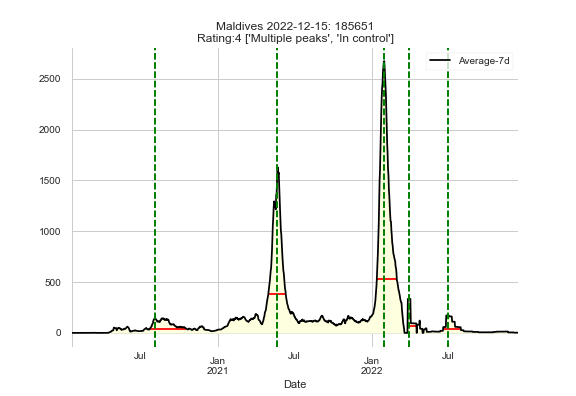 Maldives 2022-12-15: 185651
Rating:4 ['Multiple peaks', 'In control']
Average-7d
2500
2000
1500
1000
500
0
Jul
Jan
2021
Jul
Jan
2022
Jul
Date